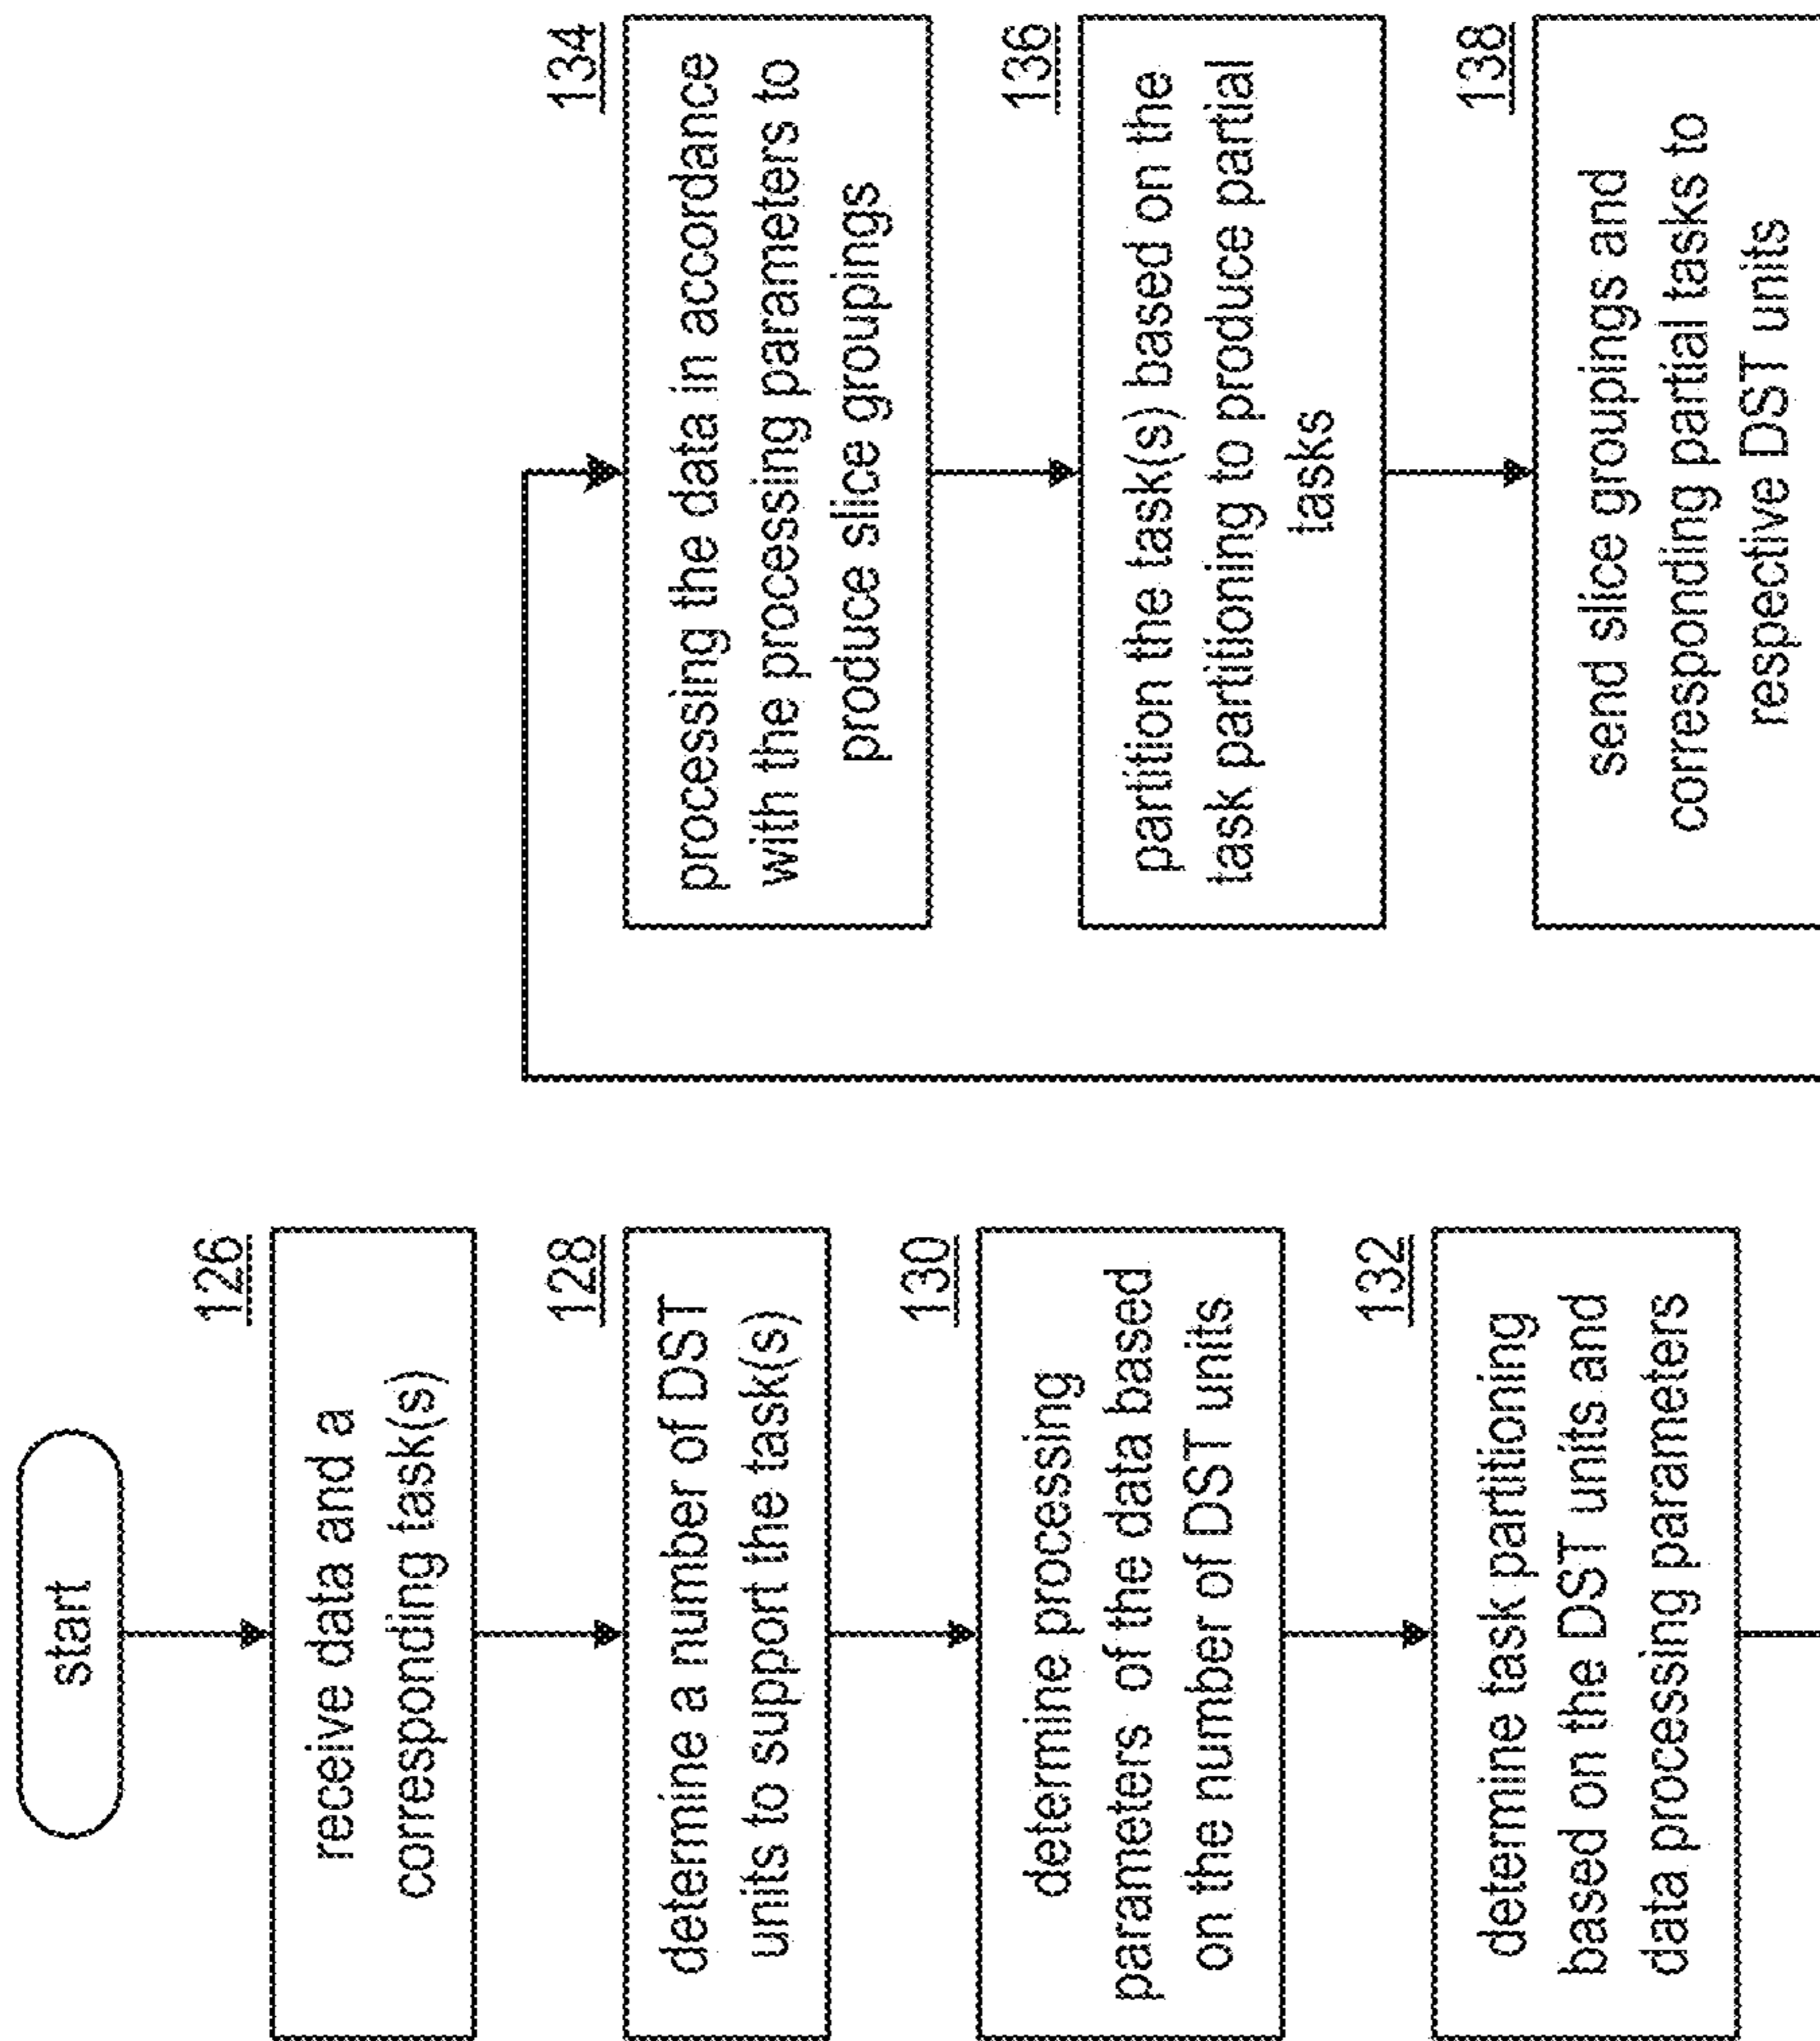 start
126
receive data and a
corresponding task(s)
128
determine a number of DST
units to support the task(s)
130
determine processing
parameters of the data based
on the number of DST units
132
determine task partitioning
based on the DST units and
data processing parameters
134
processing the data in accordance
with the processing parameters to
produce slice groupings
136
partition the task(s) based on the
task partitioning to produce partial
tasks
138
send slice groupings and
corresponding partial tasks to
respective DST units